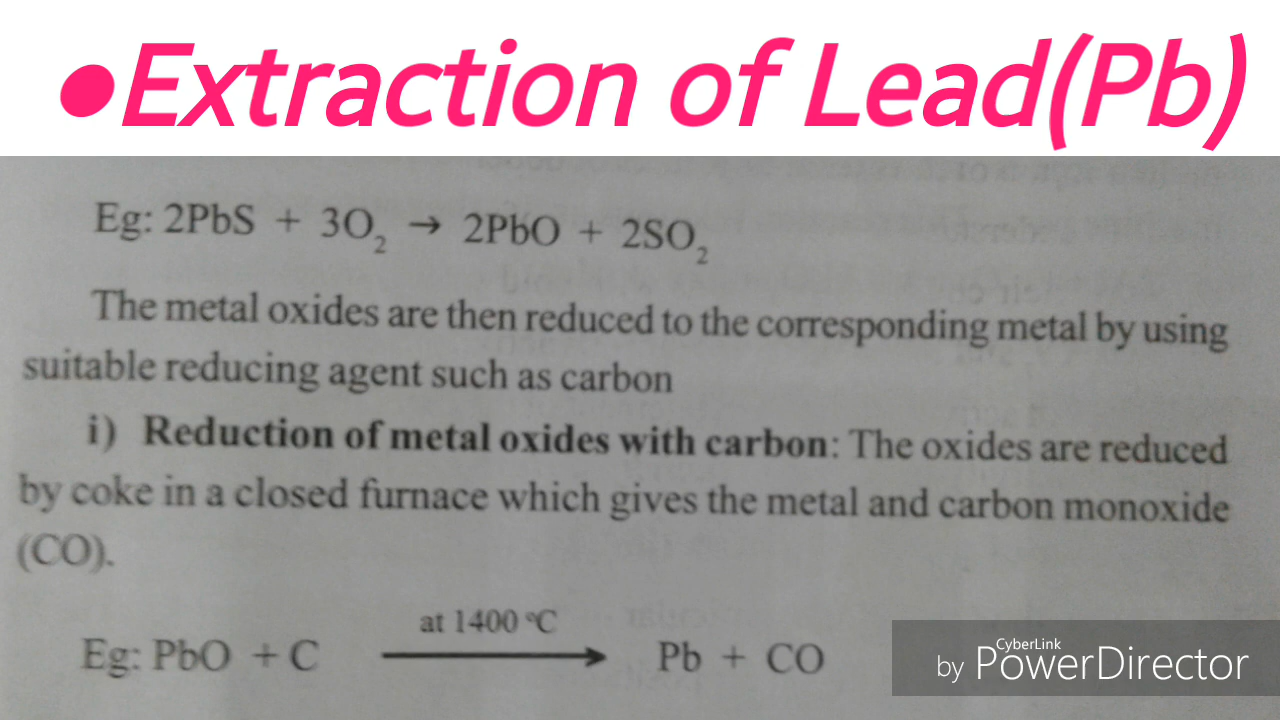 ●Extraction of Lead(Pb)
Eg: 2PbS + 3O₂ → 2PbO + 2SO₂
The metal oxides are then reduced to the corresponding metal by using
suitable reducing agent such as carbon
i) Reduction of metal oxides with carbon: The oxides are reduced
by coke in a closed furnace which gives the metal and carbon monoxide
(CO).
at 1400 °C
Eg: PbO + C → Pb + CO
CyberLink
by PowerDirector